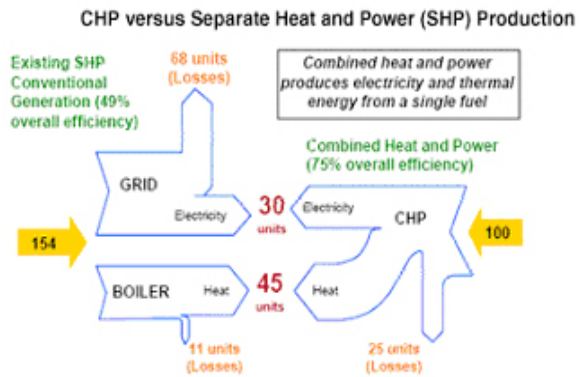 CHP versus Separate Heat and Power (SHP) Production
Existing SHP
Conventional
Generation (49%
overall efficiency)
68 units
(Losses)
Combined heat and power
produces electricity and thermal
energy from a single fuel
Combined Heat and Power
(75% overall efficiency)
GRID
Electricity
30
units
Electricity
CHP
154
100
BOILER
Heat
45
units
Heat
11 units
(Losses)
25 units
(Losses)